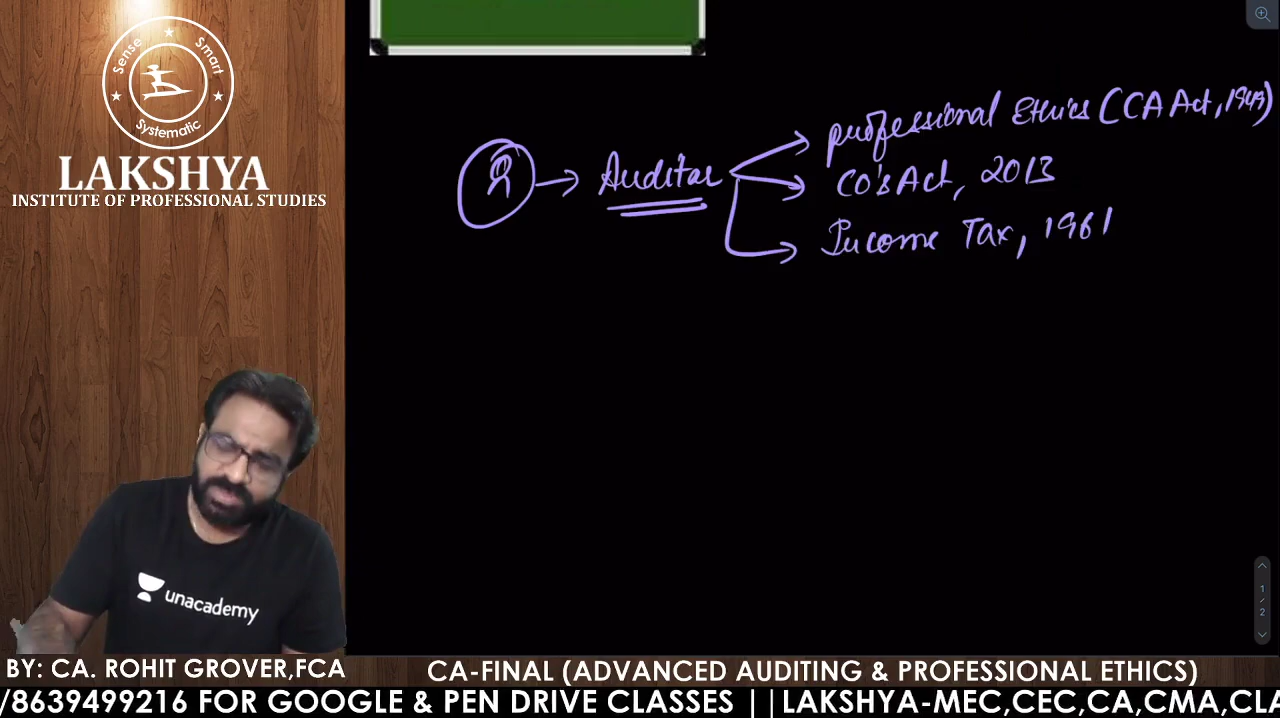 Sense
Smart
Systematic
LAKSHYA
INSTITUTE OF PROFESSIONAL STUDIES
Auditor
professional Ethics (CA Act, 1949)
Co's Act, 2013
Income Tax, 1961
unacademy
1
/
2
BY: CA. ROHIT GROVER,FCA
CA-FINAL (ADVANCED AUDITING & PROFESSIONAL ETHICS)
/8639499216 FOR GOOGLE & PEN DRIVE CLASSES ||LAKSHYA-MEC,CEC,CA,CMA,CLA